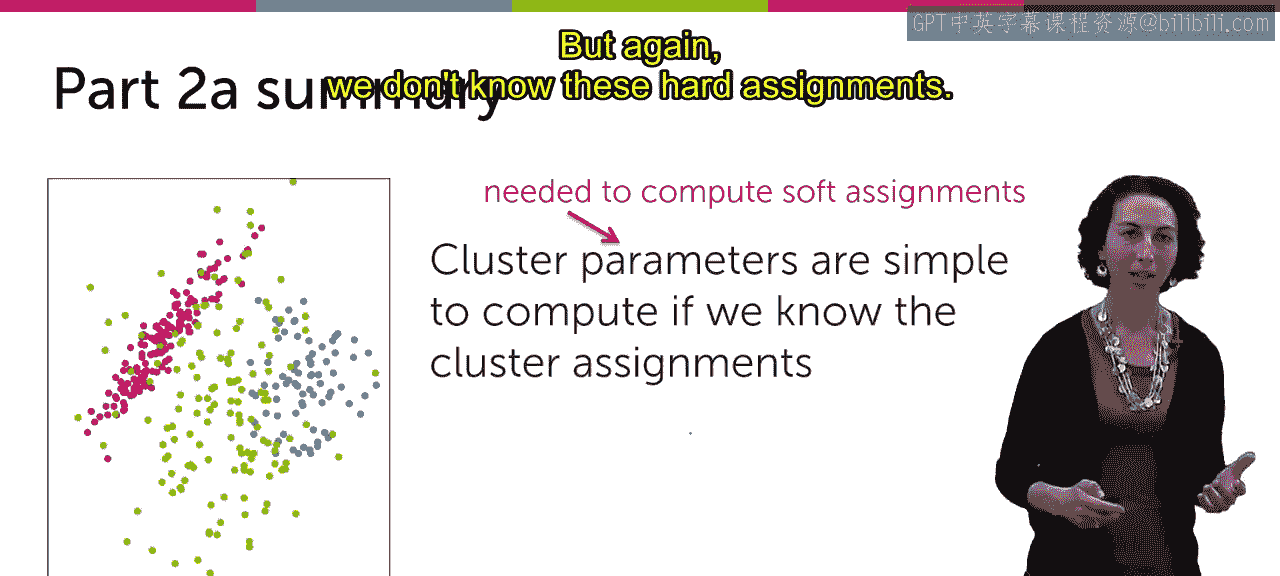 GPT中英字幕课程资源@bilibili.com
But again,
we don't know these hard assignments.
Part 2a summary
needed to compute soft assignments
Cluster parameters are simple
to compute if we know the
cluster assignments